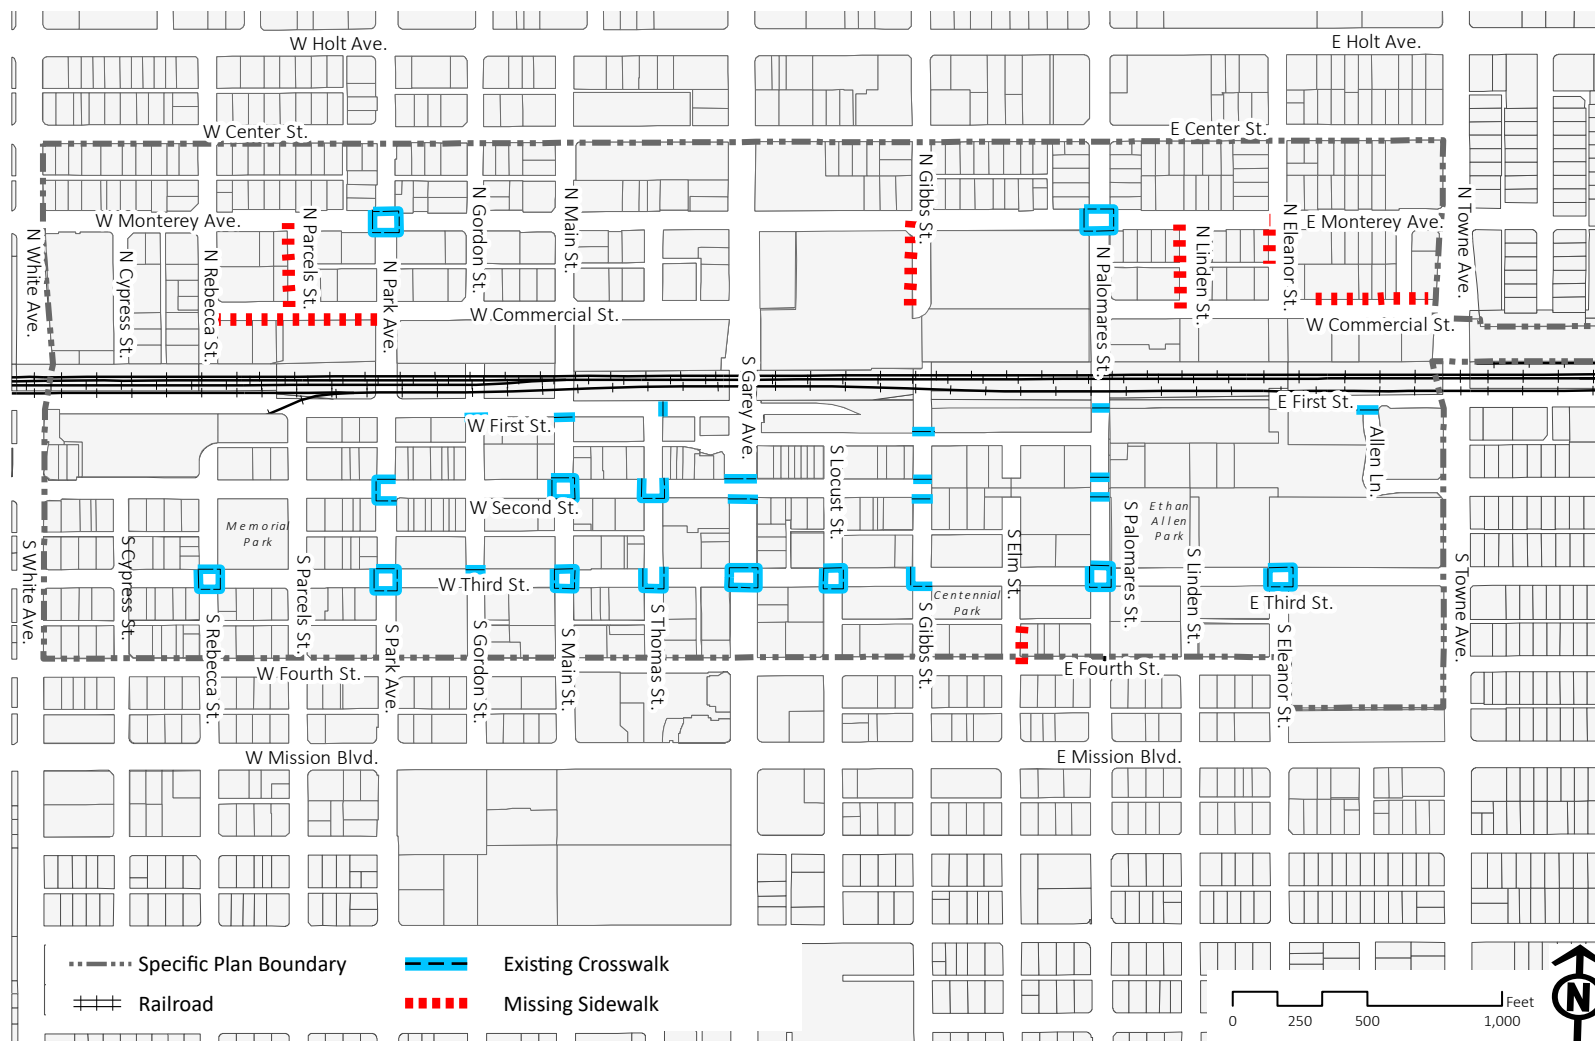 W Holt Ave.
E Holt Ave.
W Center St.
E Center St.
W Monterey Ave.
E Monterey Ave.
N White Ave.
N Cypress St.
N Rebecca St.
N Parcels St.
N Park Ave.
N Gordon St.
N Main St.
N Gibbs St.
N Palomares St.
N Linden St.
N Eleanor St.
N Towne Ave.
W Commercial St.
W Commercial St.
S Garey Ave.
W First St.
E First St.
Allen Ln.
S Locust St.
W Second St.
Memorial
Park
Ethan
Allen
Park
S White Ave.
S Cypress St.
S Rebecca St.
S Parcels St.
S Park Ave.
S Gordon St.
S Main St.
S Thomas St.
S Gibbs St.
S Elm St.
S Palomares St.
S Linden St.
S Eleanor St.
S Towne Ave.
W Third St.
E Third St.
Centennial
Park
W Fourth St.
E Fourth St.
W Mission Blvd.
E Mission Blvd.
Specific Plan Boundary
Existing Crosswalk
Railroad
Missing Sidewalk
Feet
0 250 500 1,000
N